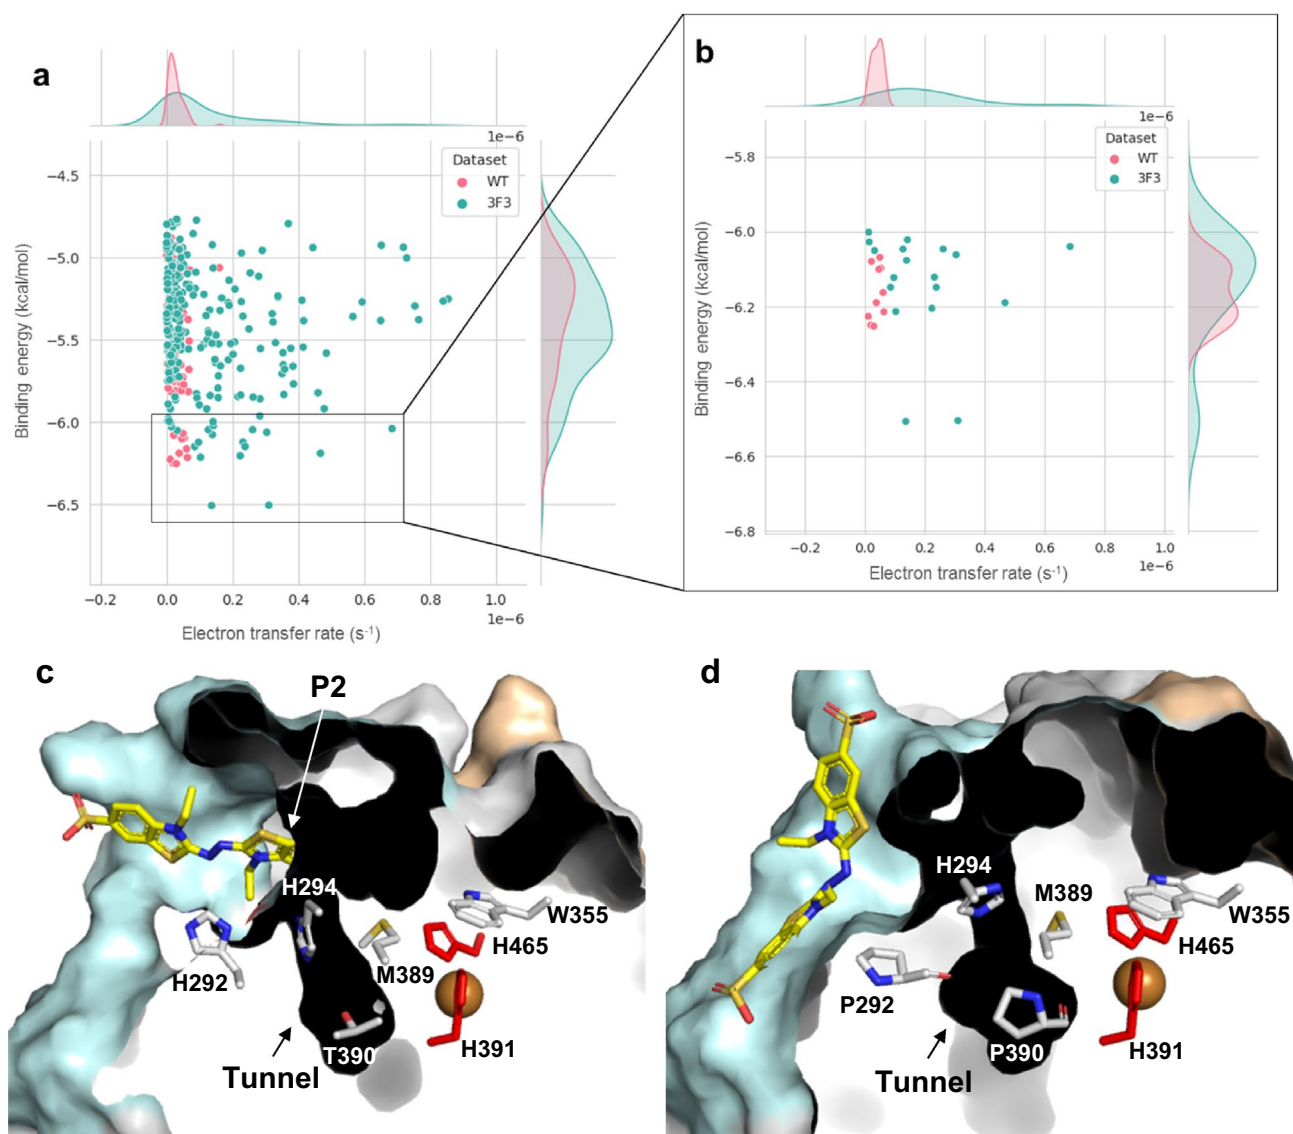 a
1e−6
Dataset
WT
3F3
−4.5
−5.0
−5.5
−6.0
−6.5
Binding energy (kcal/mol)
−0.2 0.0 0.2 0.4 0.6 0.8 1.0
1e−6
Electron transfer rate (s-1)
b
1e−6
Dataset
WT
3F3
−5.8
−6.0
−6.2
−6.4
−6.6
−6.8
Binding energy (kcal/mol)
−0.2 0.0 0.2 0.4 0.6 0.8 1.0
1e−6
Electron transfer rate (s-1)
c
P2
H294
W355
H465
M389
H292
T390
H391
Tunnel
d
H294
M389
W355
H465
P292
P390
H391
Tunnel